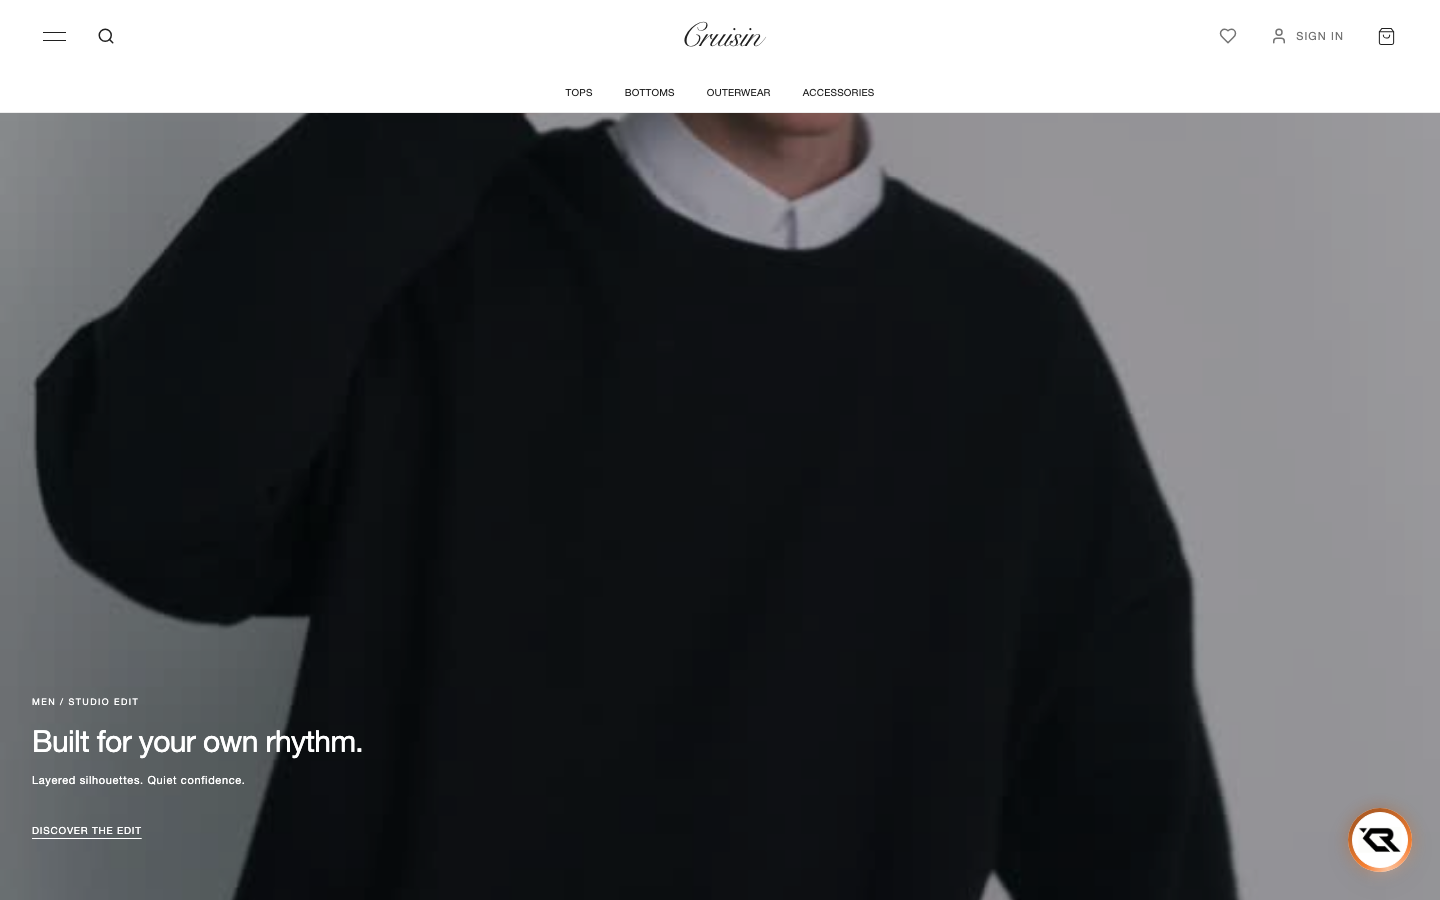 Cruisin
SIGN IN
TOPS BOTTOMS OUTERWEAR ACCESSORIES
MEN / STUDIO EDIT
Built for your own rhythm.
Layered silhouettes. Quiet confidence.
DISCOVER THE EDIT